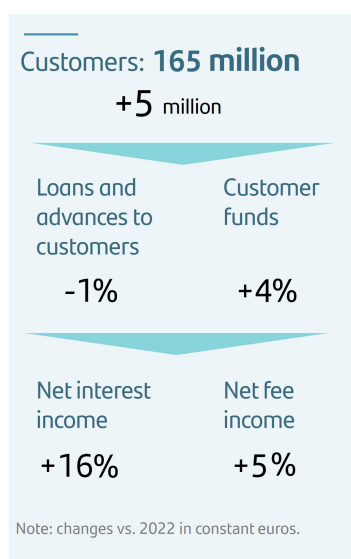 Customers: 165 million
+5 million
Loans and
advances to
customers
-1%
Customer
funds
+4%
Net interest
income
+16%
Net fee
income
+5%
Note: changes vs. 2022 in constant euros.